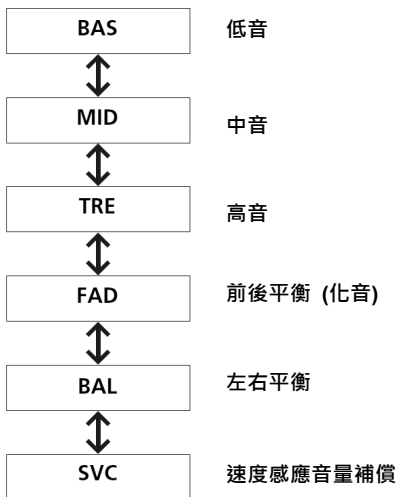 BAS 低音
MID 中音
TRE 高音
FAD 前後平衡 (化音)
BAL 左右平衡
SVC 速度感應音量補償